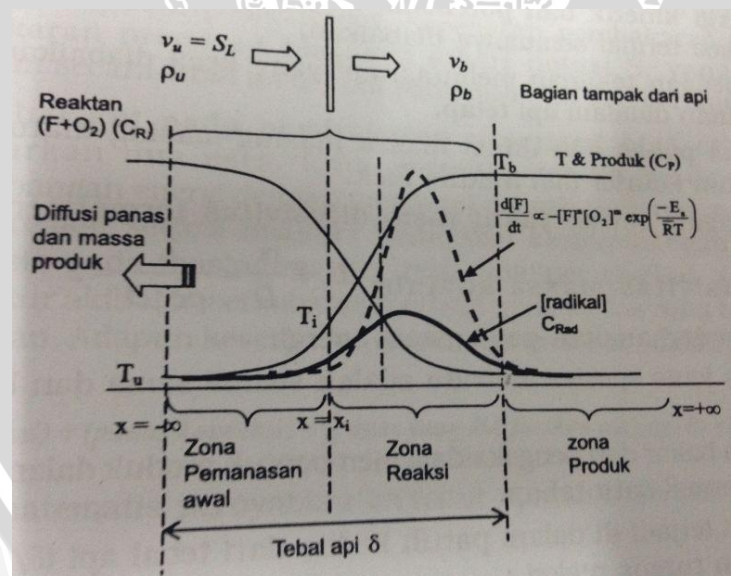 v_u = S_L
ρ_u
v_b
ρ_b
Bagian tampak dari api
Reaktan
(F+O₂) (C_R)
T_b
T & Produk (C_P)
d[F]/dt ∝ -[F]ⁿ[O₂]ᵐ exp(-E_a/R̅T)
Diffusi panas
dan massa
produk
T_i
[radikal]
C_Rad
T_u
x = -∞
x = x_i
x=+∞
Zona
Pemanasan
awal
Zona
Reaksi
zona
Produk
Tebal api δ